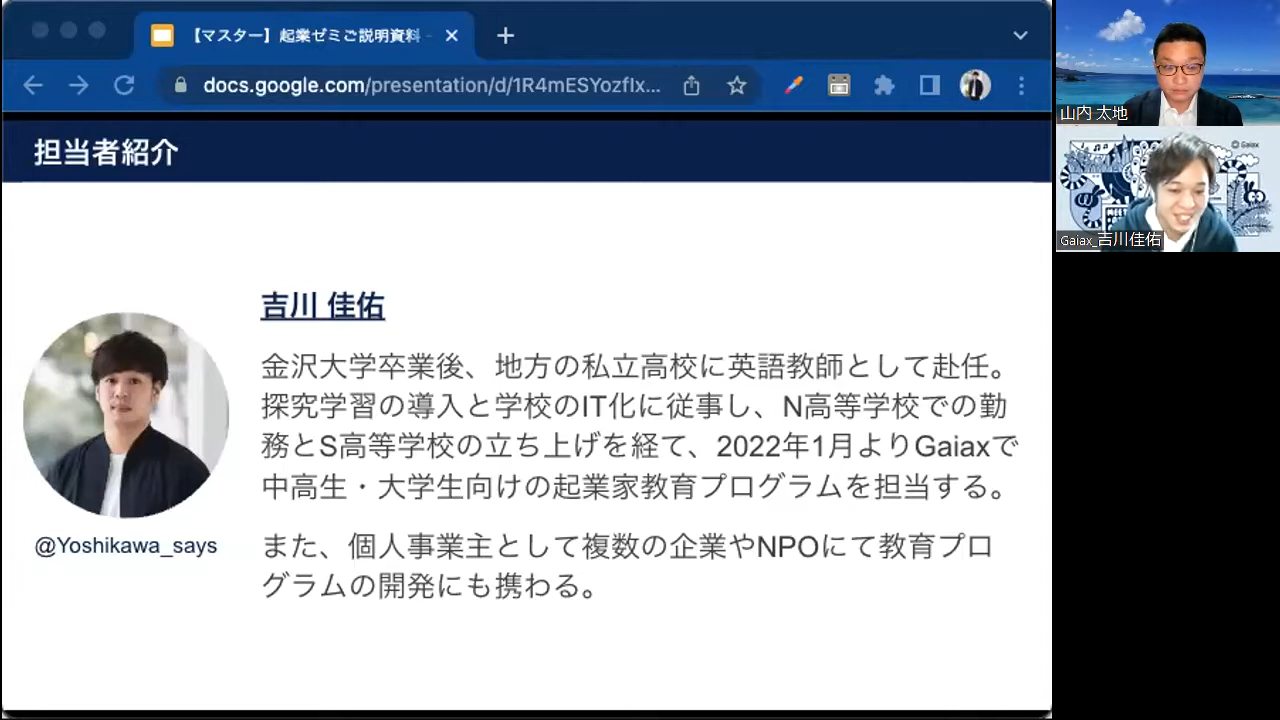 【マスター】起業ゼミご説明資料 -
docs.google.com/presentation/d/1R4mESYozfIx...
担当者紹介
吉川 佳佑
金沢大学卒業後、地方の私立高校に英語教師として赴任。
探究学習の導入と学校のIT化に従事し、N高等学校での勤
務とS高等学校の立ち上げを経て、2022年1月よりGaiaxで
中高生・大学生向けの起業家教育プログラムを担当する。
@Yoshikawa_says
また、個人事業主として複数の企業やNPOにて教育プロ
グラムの開発にも携わる。
山内 太地
Gaiax
Gaiax_吉川佳佑